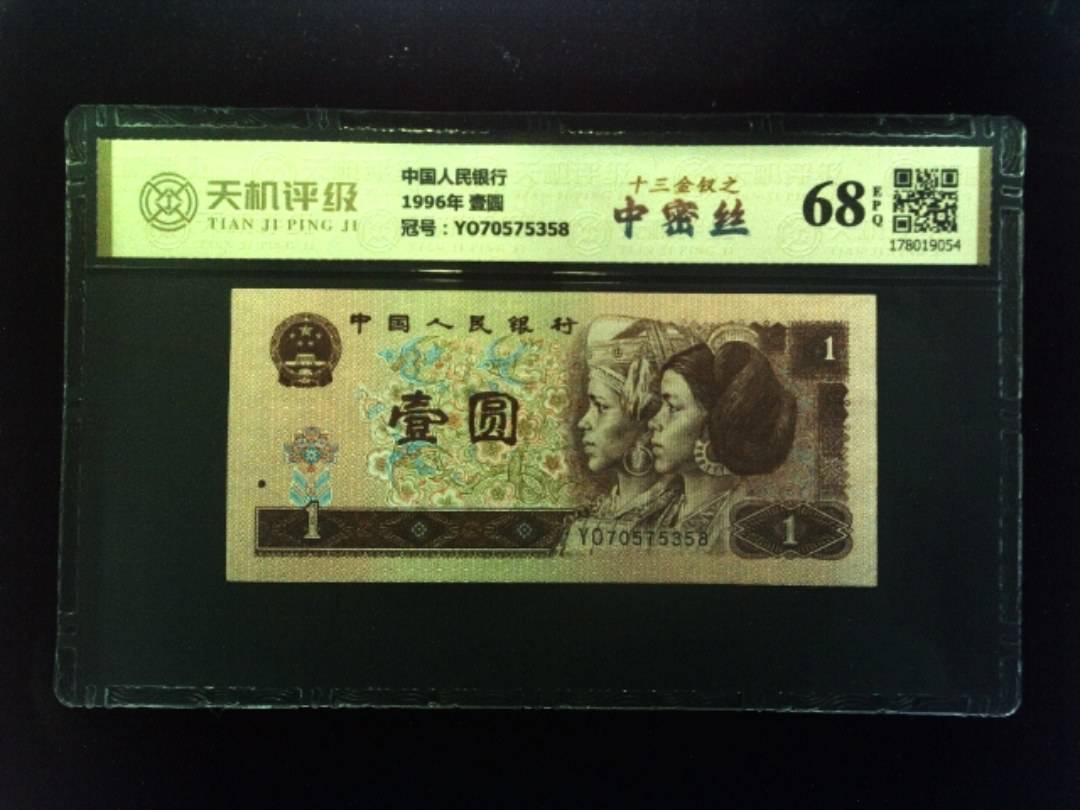 天机评级
TIAN JI PING JI
中国人民银行
1996年 壹圆
冠号：YO70575358
十三金钗之
中密丝
68
EPQ
178019054
中国人民银行
壹圆
1
1
1
YO70575358